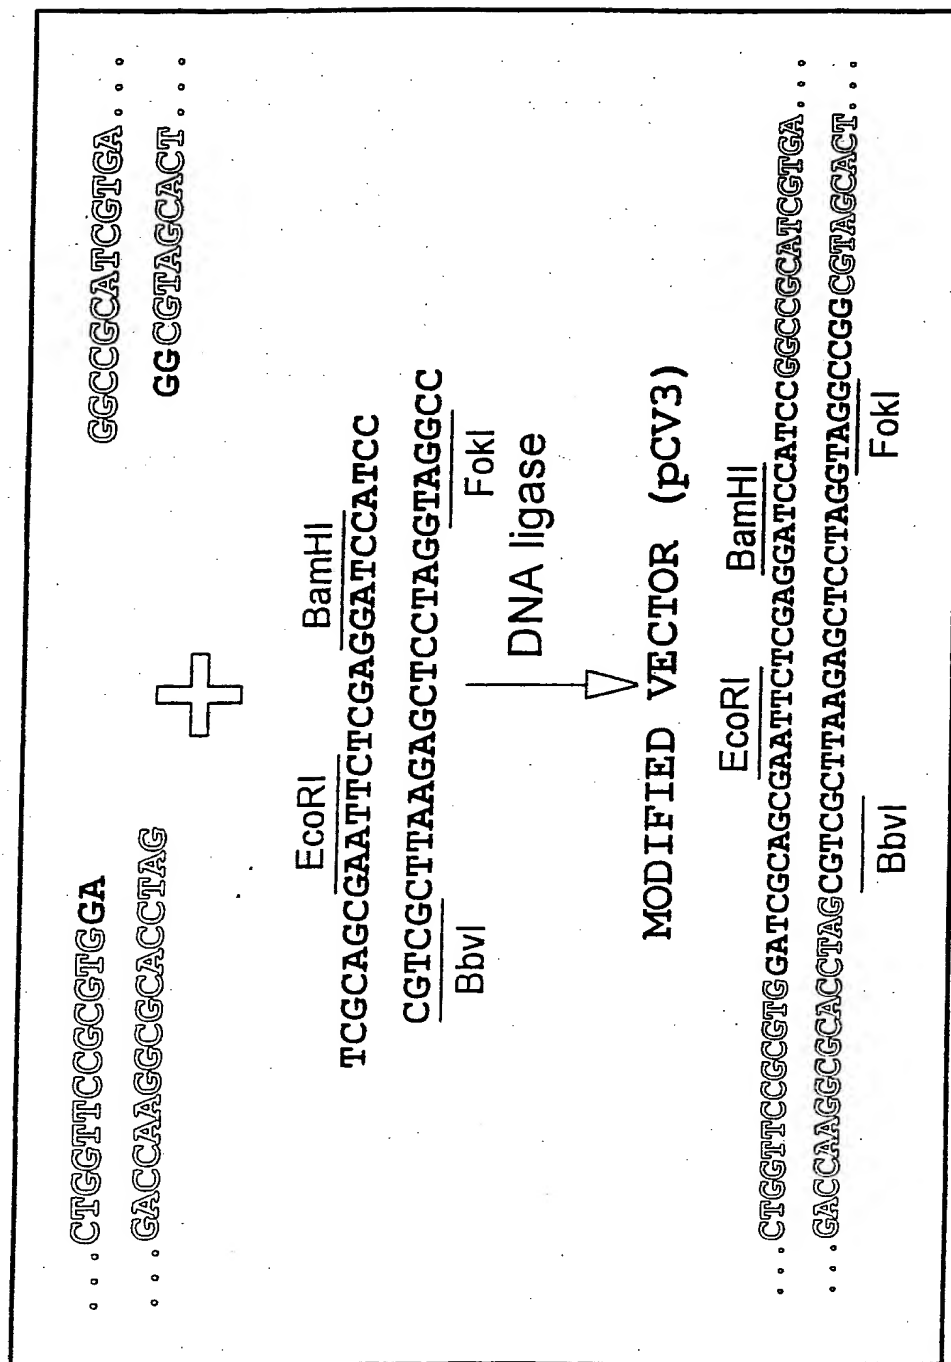 ...CTGGTTCCGCGTGGA GGCCGCATCGTGA...
...GACCAAGGCGCACCTAG GGCGTAGCACT...
+
EcoRI BamHI
TCGCAGCGAATTCTCGAGGATCCATCC
CGTCGCTTAAGAGCTCCTAGGTAGGCC
BbvI FokI
DNA ligase
MODIFIED VECTOR (pCV3)
EcoRI BamHI
...CTGGTTCCGCGTGGATCGCAGCGAATTCTCGAGGATCCATCCGGCCGCATCGTGA...
...GACCAAGGCGCACCTAGCGTCGCTTAAGAGCTCCTAGGTAGGCCGGCGTAGCACT...
BbvI FokI